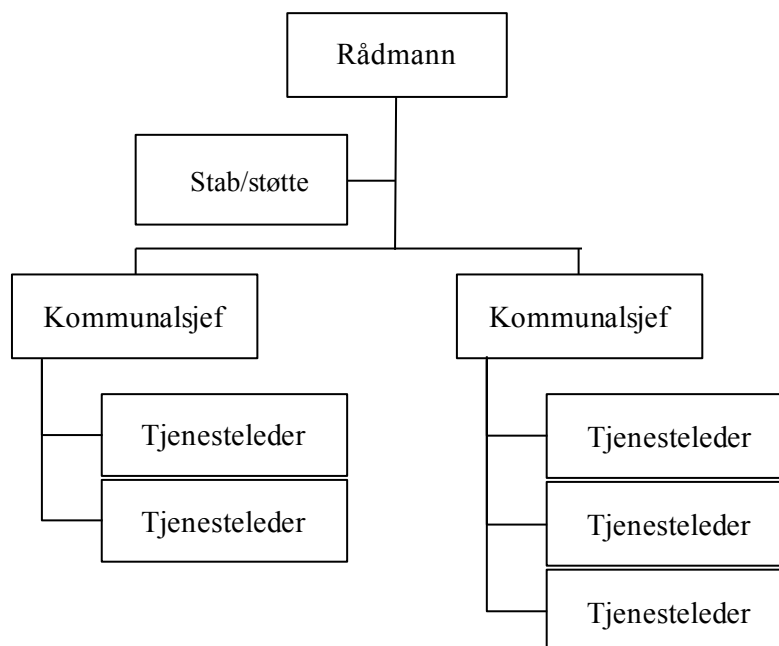 Rådmann
Stab/støtte
Kommunalsjef
Tjenesteleder
Tjenesteleder
Kommunalsjef
Tjenesteleder
Tjenesteleder
Tjenesteleder